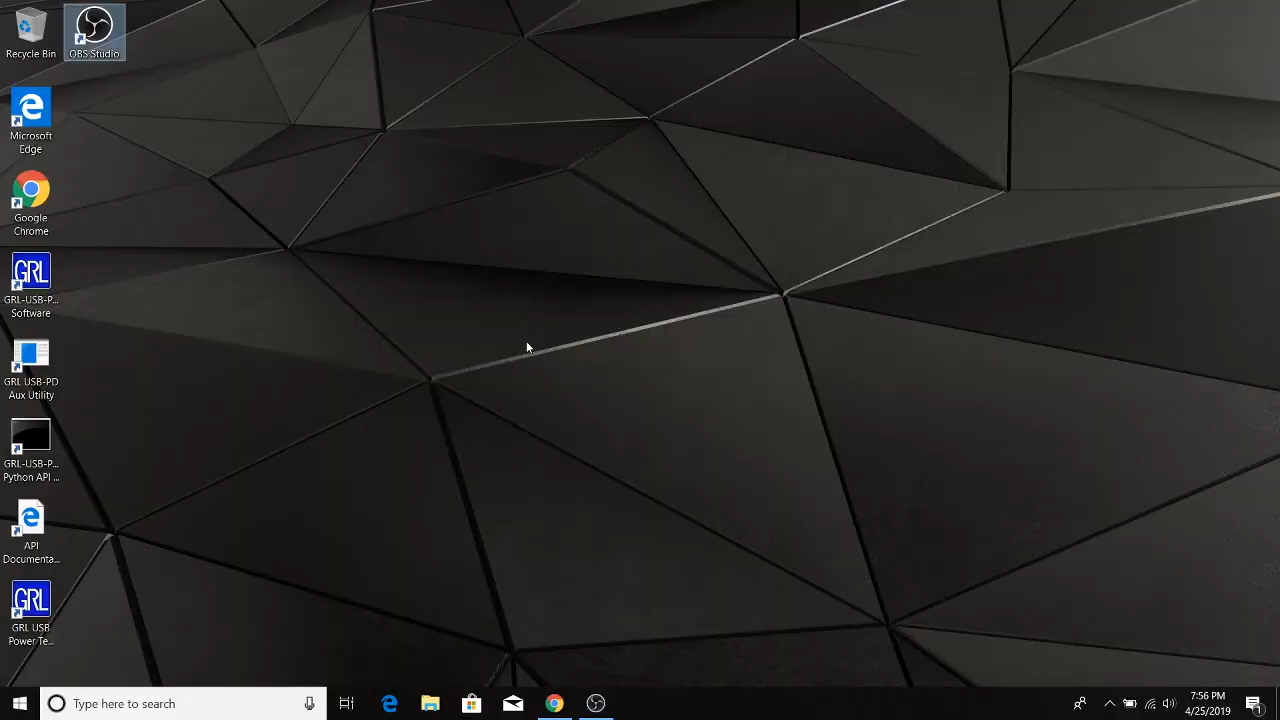 Recycle Bin
OBS Studio
Microsoft
Edge
Google
Chrome
GRL
GRL-USB-P...
Software
GRL USB-PD
Aux Utility
GRL-USB-P...
Python API ...
API
Documenta...
GRL
GRL USB
Power Te...
Type here to search
7:56 PM
4/25/2019
1